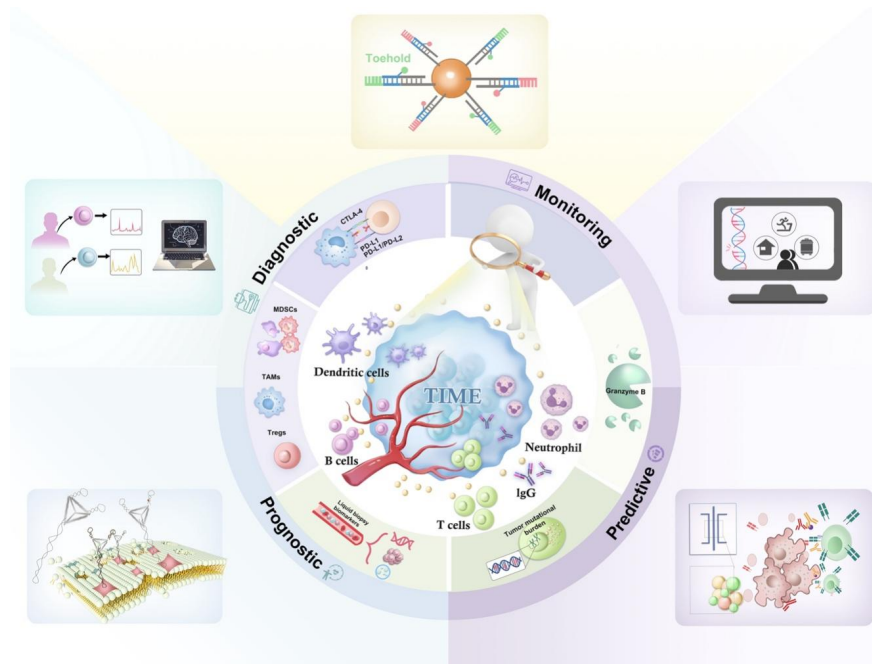 Toehold
Diagnostic
Monitoring
CTLA-4
PD-L1
PD-L1/PD-L2
MDSCs
TAMs
Tregs
Dendritic cells
TIME
B cells
Neutrophil
IgG
T cells
Granzyme B
Prognostic
Liquid biopsy
biomarkers
Tumor mutational
burden
Predictive